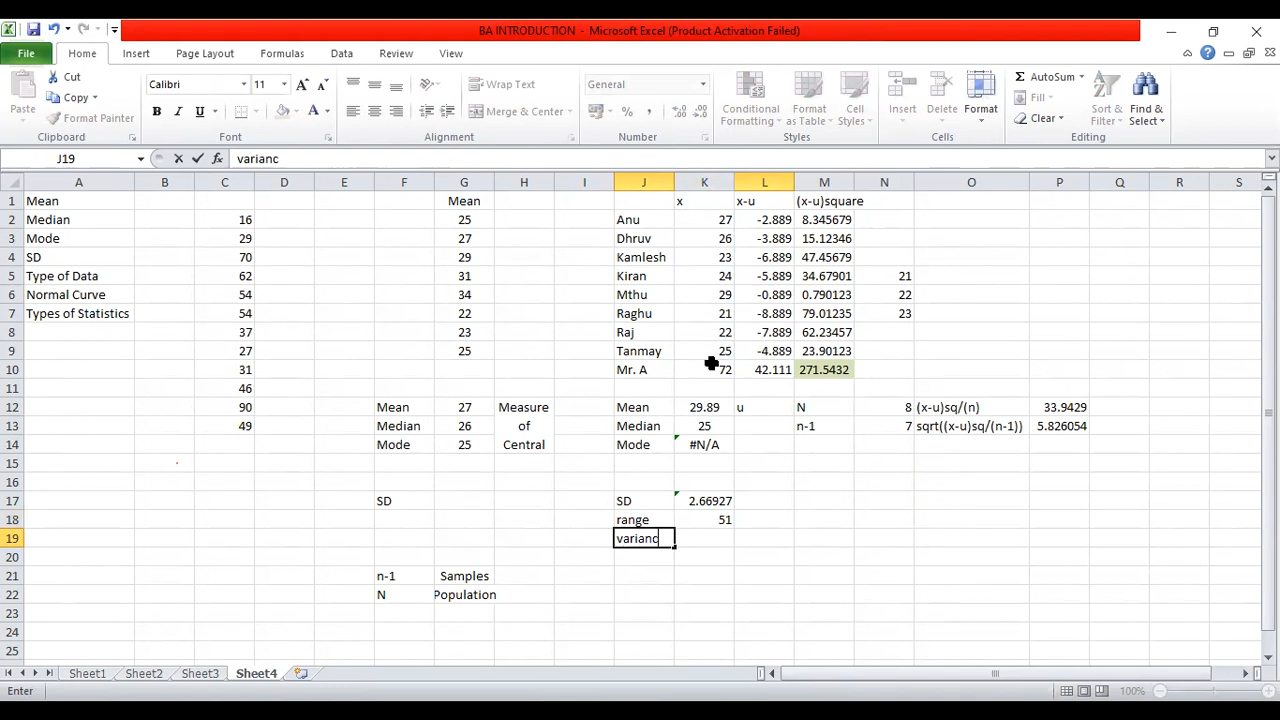 BA INTRODUCTION - Microsoft Excel (Product Activation Failed)
File Home Insert Page Layout Formulas Data Review View
Paste Cut Copy Format Painter Clipboard
Calibri 11 B I U Font
Wrap Text Merge & Center Alignment
General % Number
Conditional Formatting Format as Table Cell Styles Styles
Insert Delete Format Cells
AutoSum Fill Clear Sort & Filter Find & Select Editing
J19 fx varianc
A B C D E F G H I J K L M N O P Q R S
1 Mean Mean x x-u (x-u)square
2 Median 16 25 Anu 27 -2.889 8.345679
3 Mode 29 27 Dhruv 26 -3.889 15.12346
4 SD 70 29 Kamlesh 23 -6.889 47.45679
5 Type of Data 62 31 Kiran 24 -5.889 34.67901 21
6 Normal Curve 54 34 Mthu 29 -0.889 0.790123 22
7 Types of Statistics 54 22 Raghu 21 -8.889 79.01235 23
8 37 23 Raj 22 -7.889 62.23457
9 27 25 Tanmay 25 -4.889 23.90123
10 31 Mr. A 72 42.111 271.5432
11 46
12 90 Mean 27 Measure Mean 29.89 u N 8 (x-u)sq/(n) 33.9429
13 49 Median 26 of Median 25 n-1 7 sqrt((x-u)sq/(n-1)) 5.826054
14 Mode 25 Central Mode #N/A
15
16
17 SD SD 2.66927
18 range 51
19 varianc
20
21 n-1 Samples
22 N Population
23
24
25
Sheet1 Sheet2 Sheet3 Sheet4
Enter 100%